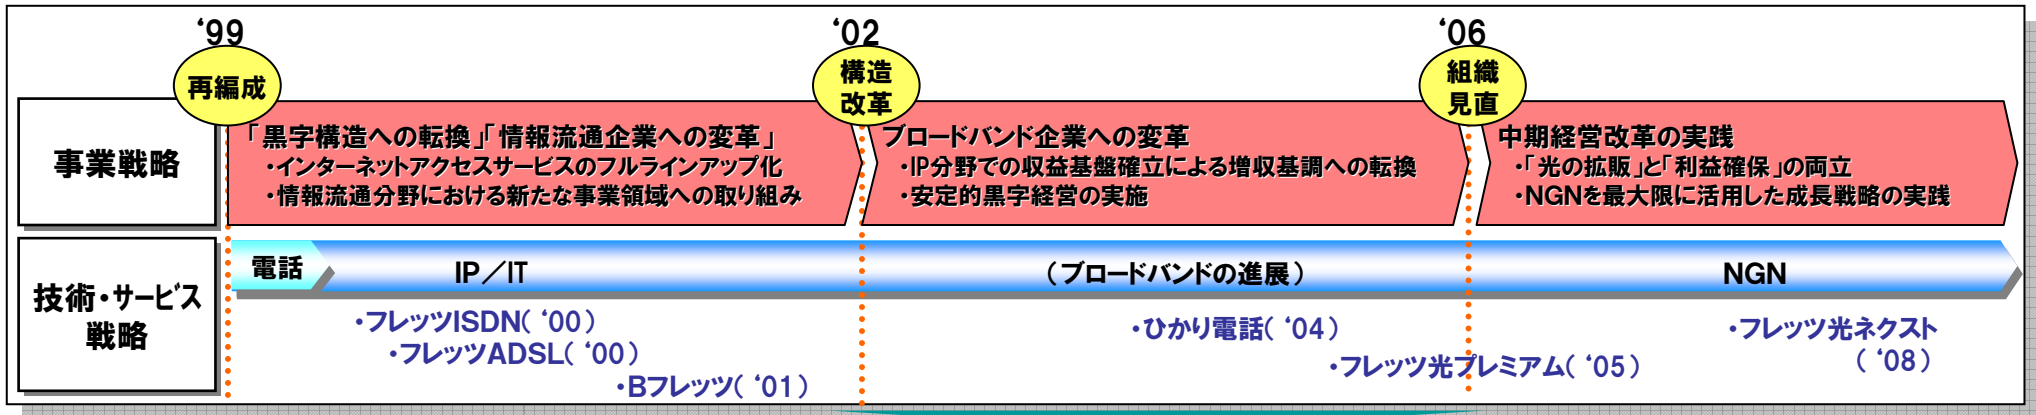 ‘99
‘02
‘06
再編成
構造
改革
組織
見直
事業戦略
「黒字構造への転換」「情報流通企業への変革」
・インターネットアクセスサービスのフルラインアップ化
・情報流通分野における新たな事業領域への取り組み
ブロードバンド企業への変革
・IP分野での収益基盤確立による増収基調への転換
・安定的黒字経営の実施
中期経営改革の実践
・「光の拡販」と「利益確保」の両立
・NGNを最大限に活用した成長戦略の実践
技術・サービス
戦略
電話
IP／IT
（ブロードバンドの進展）
NGN
・フレッツISDN（ ‘00）
・フレッツADSL（ ‘00）
・Bフレッツ（ ‘01）
・ひかり電話（ ‘04）
・フレッツ光プレミアム（ ‘05）
・フレッツ光ネクスト
（ ‘08）